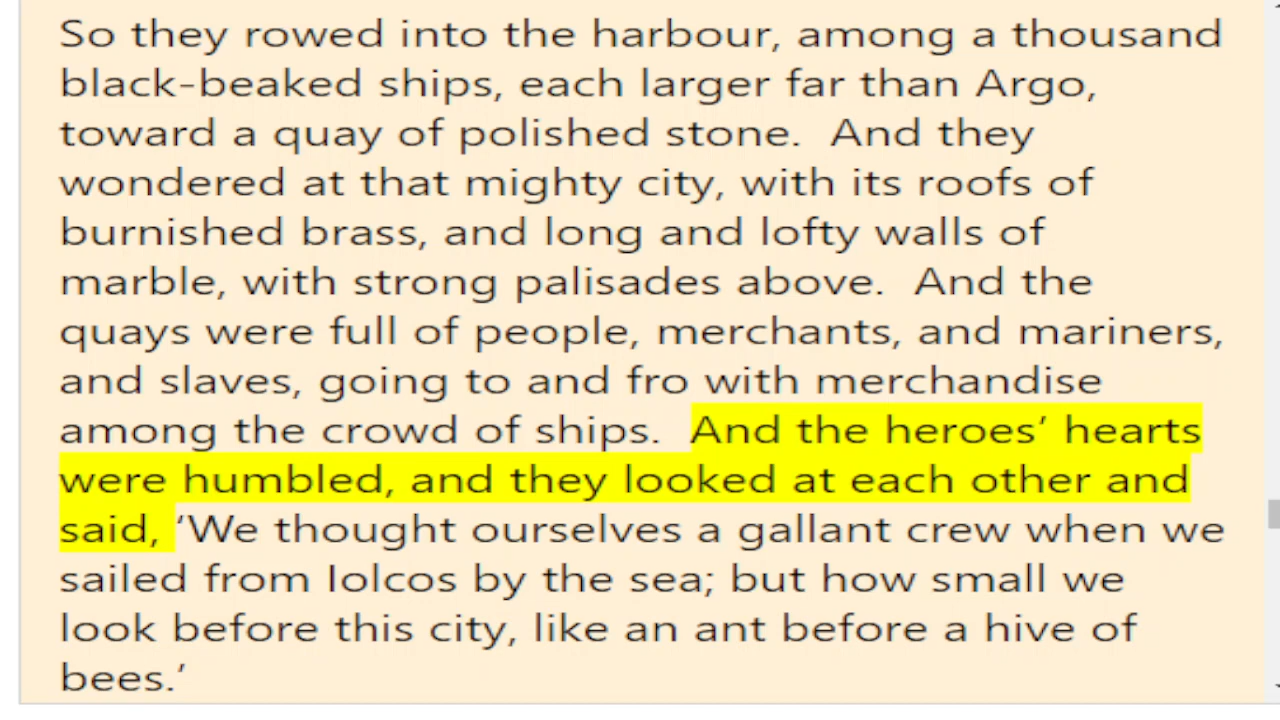 So they rowed into the harbour, among a thousand
black-beaked ships, each larger far than Argo,
toward a quay of polished stone.  And they
wondered at that mighty city, with its roofs of
burnished brass, and long and lofty walls of
marble, with strong palisades above.  And the
quays were full of people, merchants, and mariners,
and slaves, going to and fro with merchandise
among the crowd of ships.  And the heroes’ hearts
were humbled, and they looked at each other and
said, ‘We thought ourselves a gallant crew when we
sailed from Iolcos by the sea; but how small we
look before this city, like an ant before a hive of
bees.’